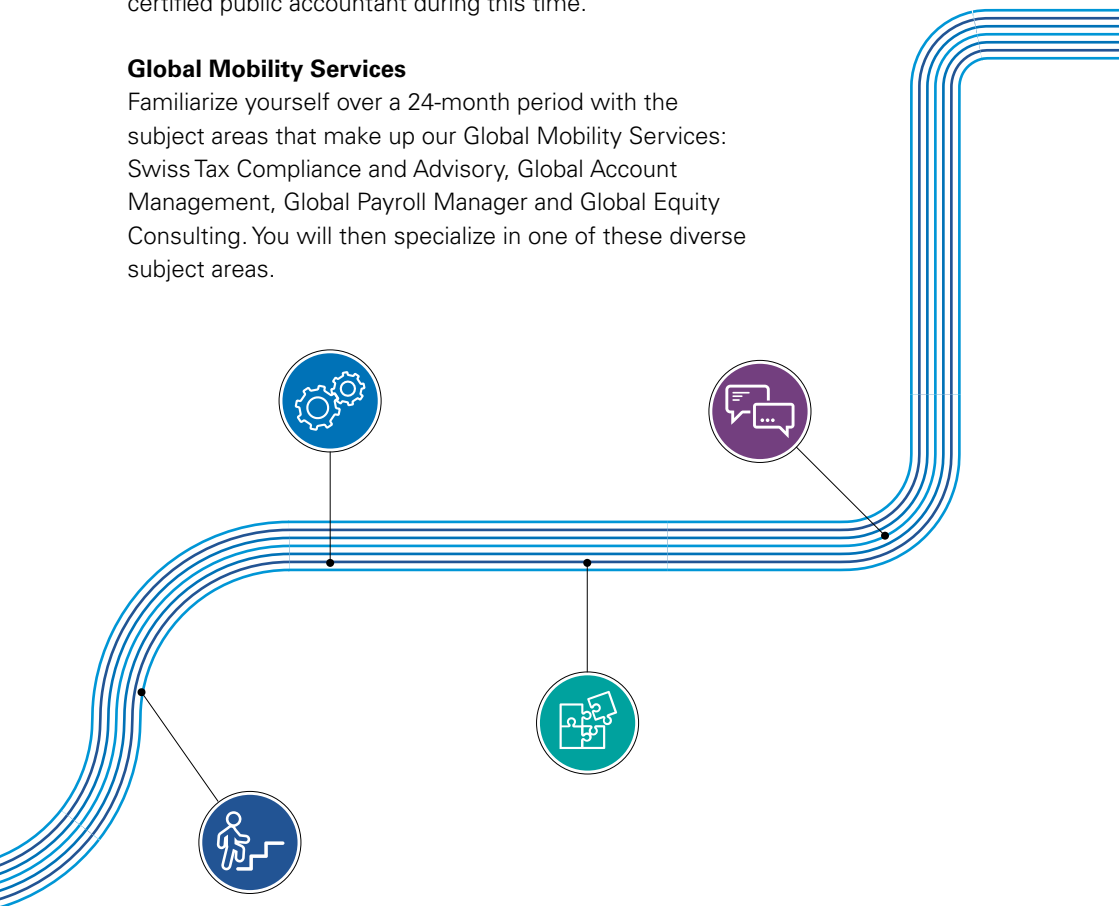 certified public accountant during this time.
Global Mobility Services
Familiarize yourself over a 24-month period with the
subject areas that make up our Global Mobility Services:
Swiss Tax Compliance and Advisory, Global Account
Management, Global Payroll Manager and Global Equity
Consulting. You will then specialize in one of these diverse
subject areas.